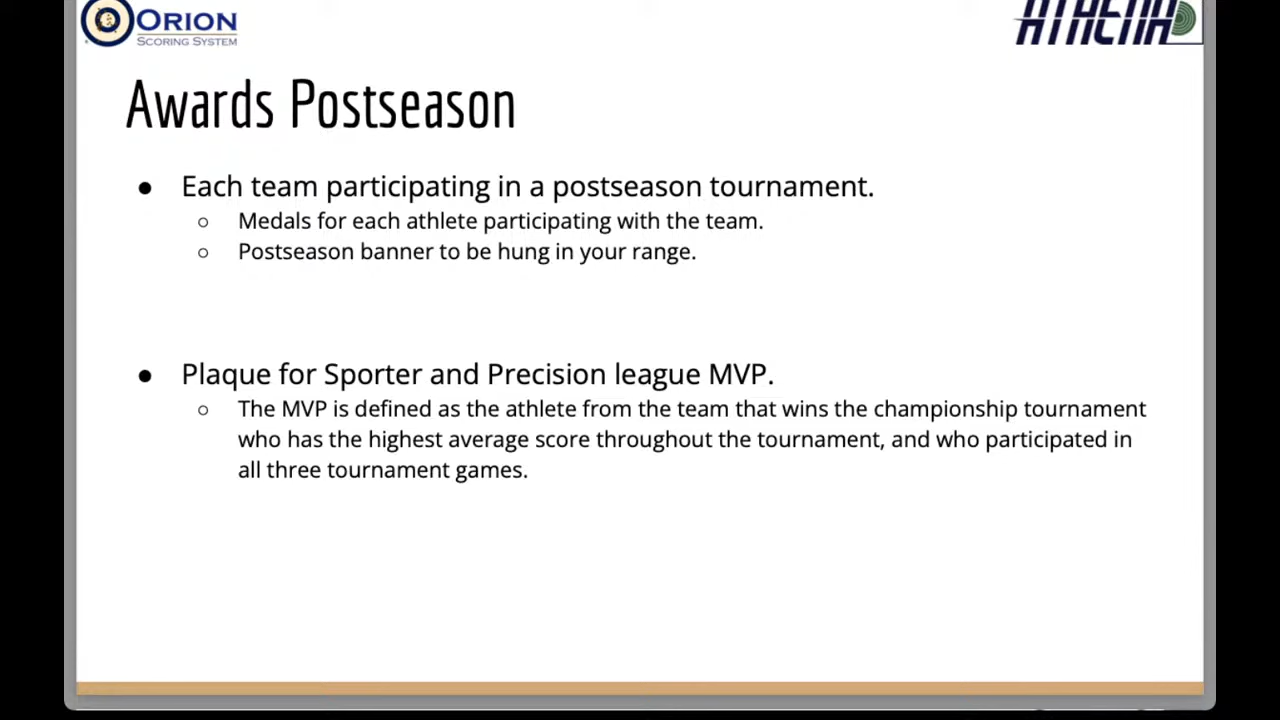 ORION
SCORING SYSTEM
ATHENA
Awards Postseason
● Each team participating in a postseason tournament.
○ Medals for each athlete participating with the team.
○ Postseason banner to be hung in your range.
● Plaque for Sporter and Precision league MVP.
○ The MVP is defined as the athlete from the team that wins the championship tournament
who has the highest average score throughout the tournament, and who participated in
all three tournament games.